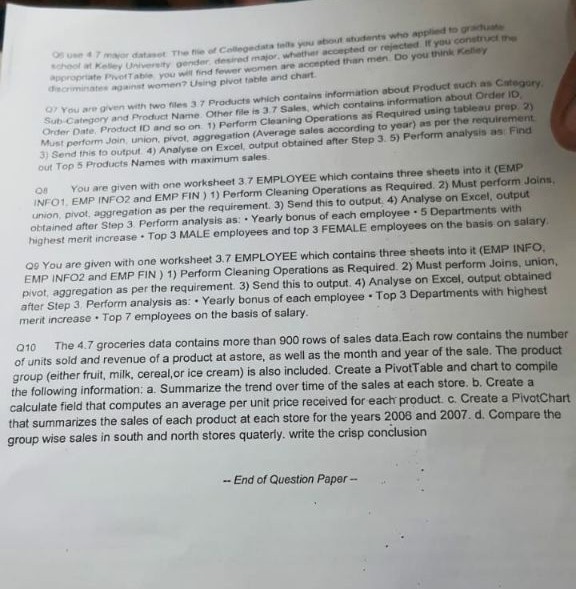 Q6 use 4.7 major dataset The file of Collegedata tells you about students who applied to graduate
school at Kelley University gender, desired major, whether accepted or rejected. If you construct the
appropriate PivotTable, you will find fewer women are accepted than men. Do you think Kelley
discriminates against women? Using pivot table and chart.
Q7 You are given with two files 3.7 Products which contains information about Product such as Category,
Sub-Category and Product Name. Other file is 3.7 Sales, which contains information about Order ID,
Order Date, Product ID and so on. 1) Perform Cleaning Operations as Required using tableau prep. 2)
Must perform Join, union, pivot, aggregation (Average sales according to year) as per the requirement.
3) Send this to output. 4) Analyse on Excel, output obtained after Step 3. 5) Perform analysis as: Find
out Top 5 Products Names with maximum sales
Q8 You are given with one worksheet 3.7 EMPLOYEE which contains three sheets into it (EMP
INFO1, EMP INFO2 and EMP FIN ) 1) Perform Cleaning Operations as Required. 2) Must perform Joins,
union, pivot, aggregation as per the requirement. 3) Send this to output. 4) Analyse on Excel, output
obtained after Step 3. Perform analysis as: • Yearly bonus of each employee • 5 Departments with
highest merit increase • Top 3 MALE employees and top 3 FEMALE employees on the basis on salary.
Q9 You are given with one worksheet 3.7 EMPLOYEE which contains three sheets into it (EMP INFO,
EMP INFO2 and EMP FIN ) 1) Perform Cleaning Operations as Required. 2) Must perform Joins, union,
pivot, aggregation as per the requirement. 3) Send this to output. 4) Analyse on Excel, output obtained
after Step 3. Perform analysis as: • Yearly bonus of each employee • Top 3 Departments with highest
merit increase • Top 7 employees on the basis of salary.
Q10 The 4.7 groceries data contains more than 900 rows of sales data.Each row contains the number
of units sold and revenue of a product at astore, as well as the month and year of the sale. The product
group (either fruit, milk, cereal,or ice cream) is also included. Create a PivotTable and chart to compile
the following information: a. Summarize the trend over time of the sales at each store. b. Create a
calculate field that computes an average per unit price received for each product. c. Create a PivotChart
that summarizes the sales of each product at each store for the years 2006 and 2007. d. Compare the
group wise sales in south and north stores quaterly. write the crisp conclusion
-- End of Question Paper --